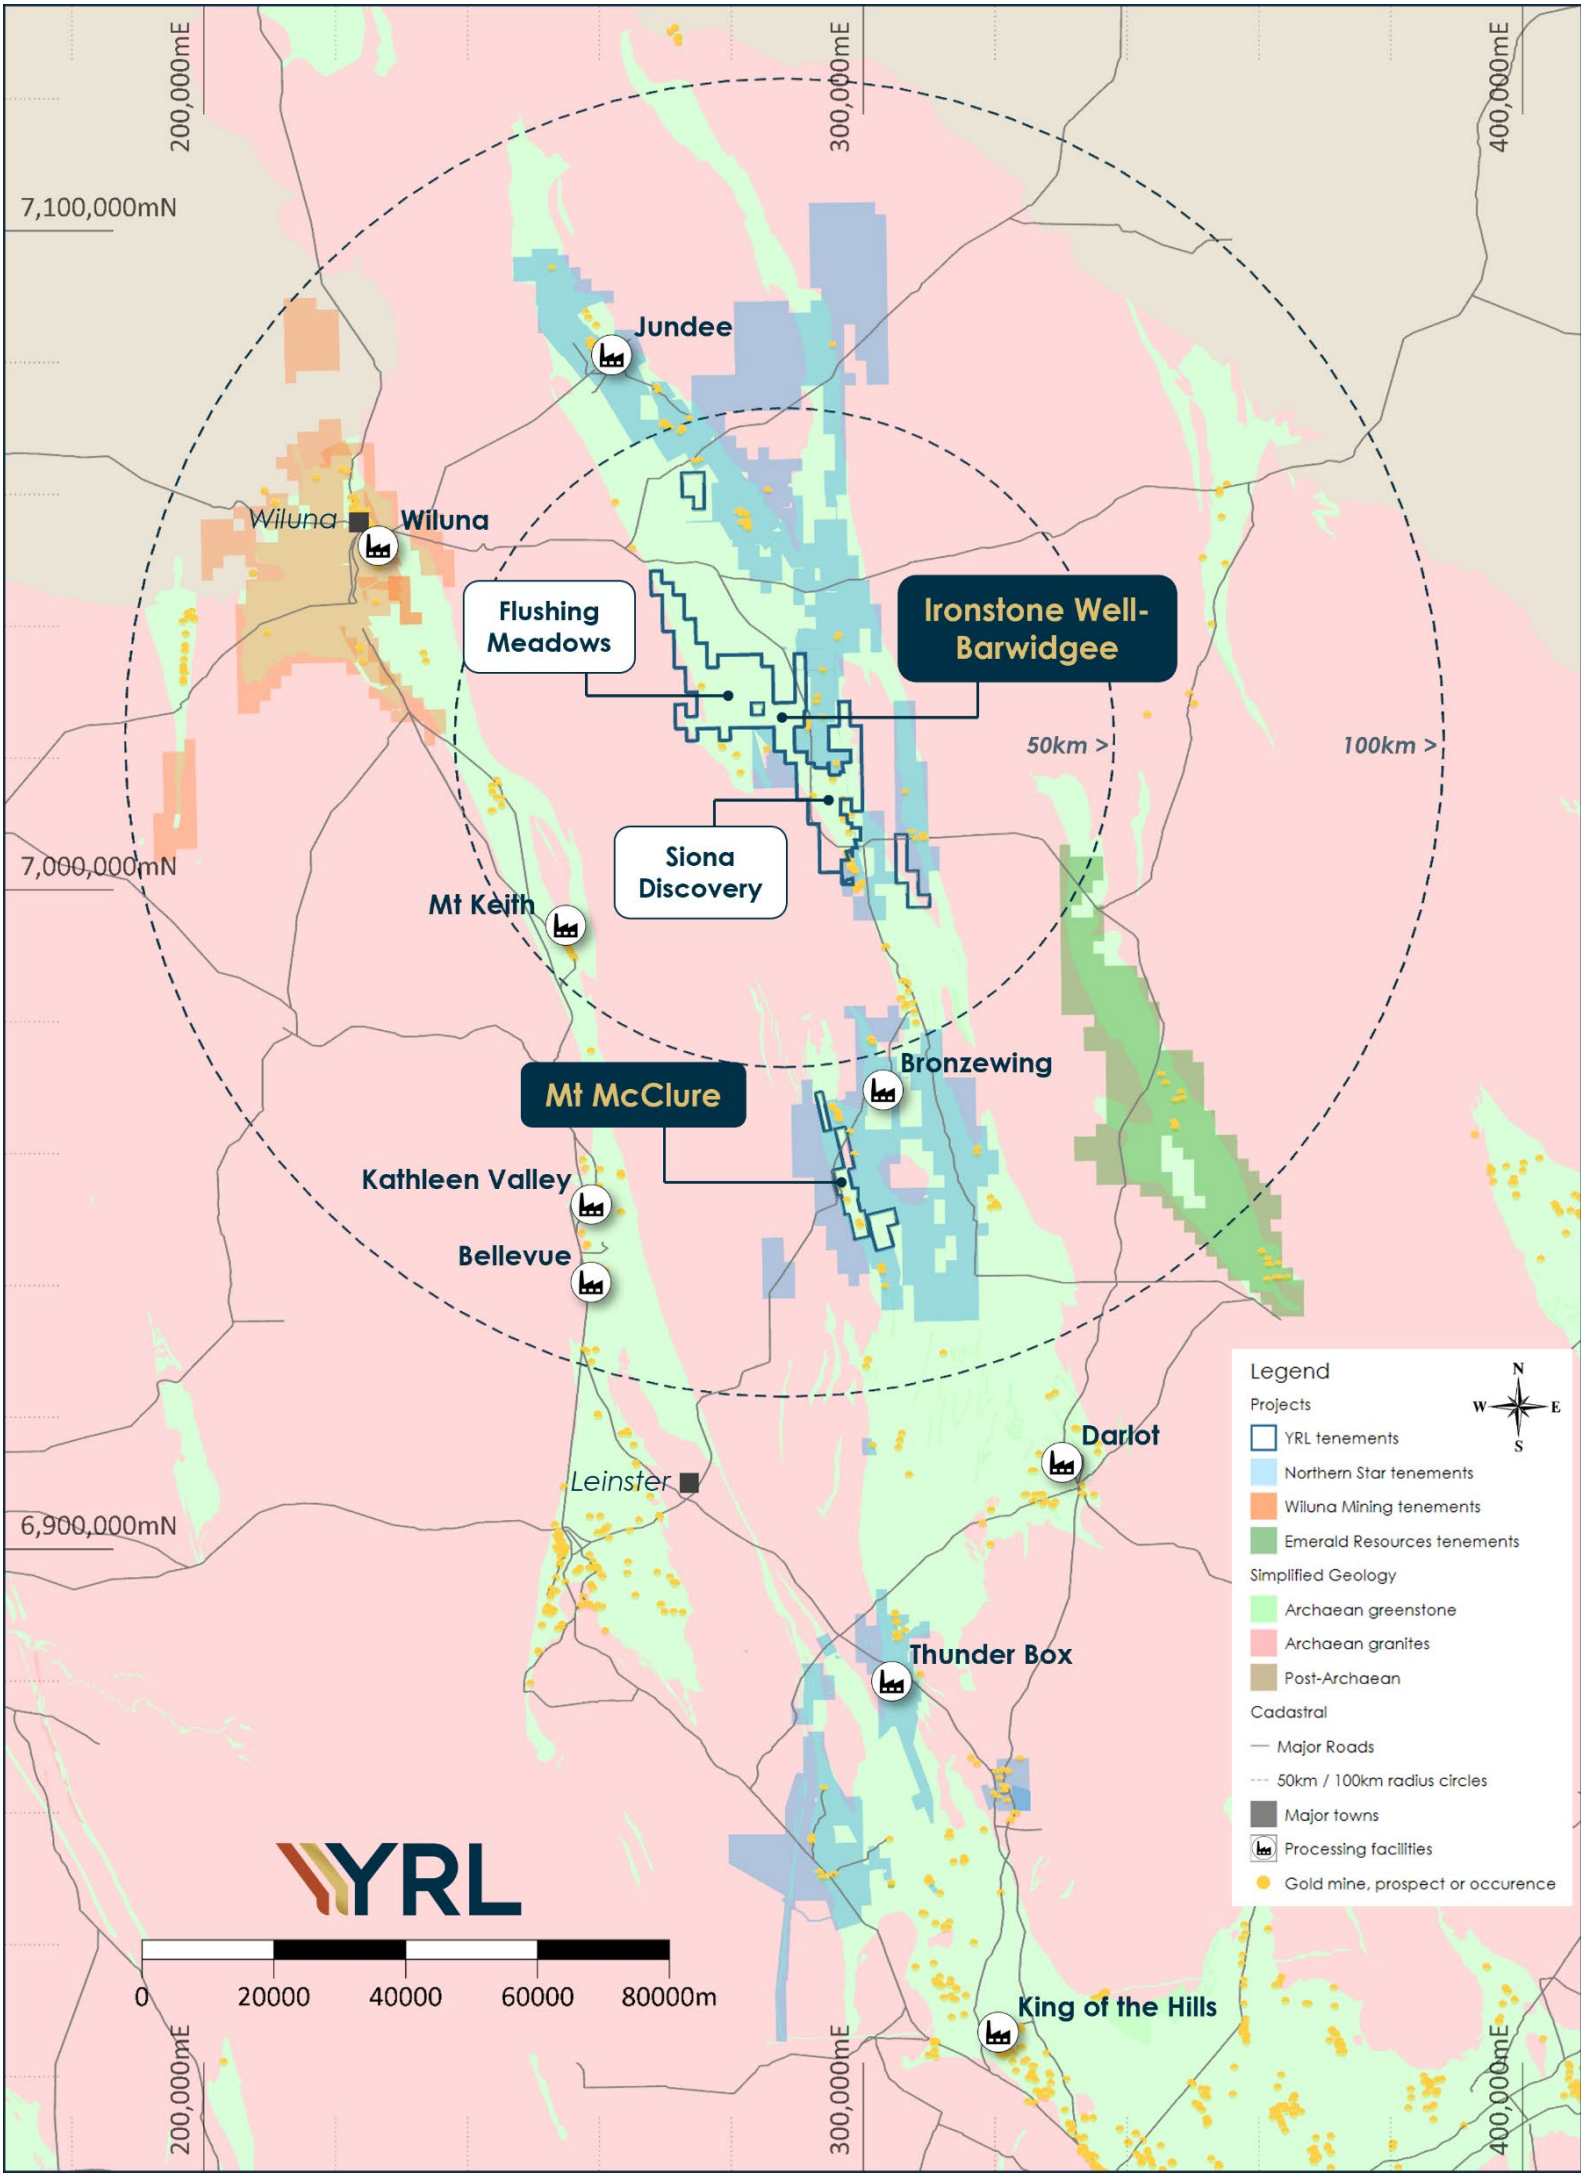 200,000mE
300,000mE
400,000mE
7,100,000mN
Jundee
Wiluna
Wiluna
Flushing
Meadows
Ironstone Well-
Barwidgee
50km >
100km >
Siona
Discovery
7,000,000mN
Mt Keith
Bronzewing
Mt McClure
Kathleen Valley
Bellevue
Darlot
Leinster
6,900,000mN
Thunder Box
King of the Hills
Legend
N
W
E
S
Projects
YRL tenements
Northern Star tenements
Wiluna Mining tenements
Emerald Resources tenements
Simplified Geology
Archaean greenstone
Archaean granites
Post-Archaean
Cadastral
Major Roads
50km / 100km radius circles
Major towns
Processing facilities
Gold mine, prospect or occurence
YRL
0 20000 40000 60000 80000m
200,000mE
300,000mE
400,000mE